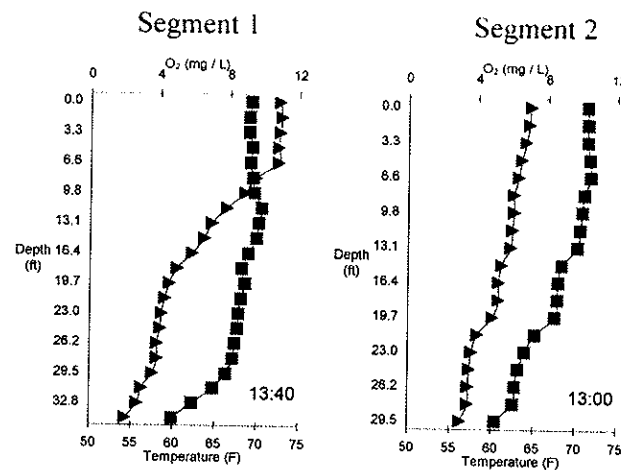 Segment 1
O₂ (mg / L)
0 4 8 12
0.0
3.3
6.6
9.8
13.1
16.4
19.7
23.0
26.2
29.5
32.8
Depth
(ft)
13:40
50 55 60 65 70 75
Temperature (F)
Segment 2
O₂ (mg / L)
4 8 12
0.0
3.3
6.6
9.8
13.1
16.4
19.7
23.0
26.2
29.5
Depth
(ft)
13:00
50 55 60 65 70 75
Temperature (F)